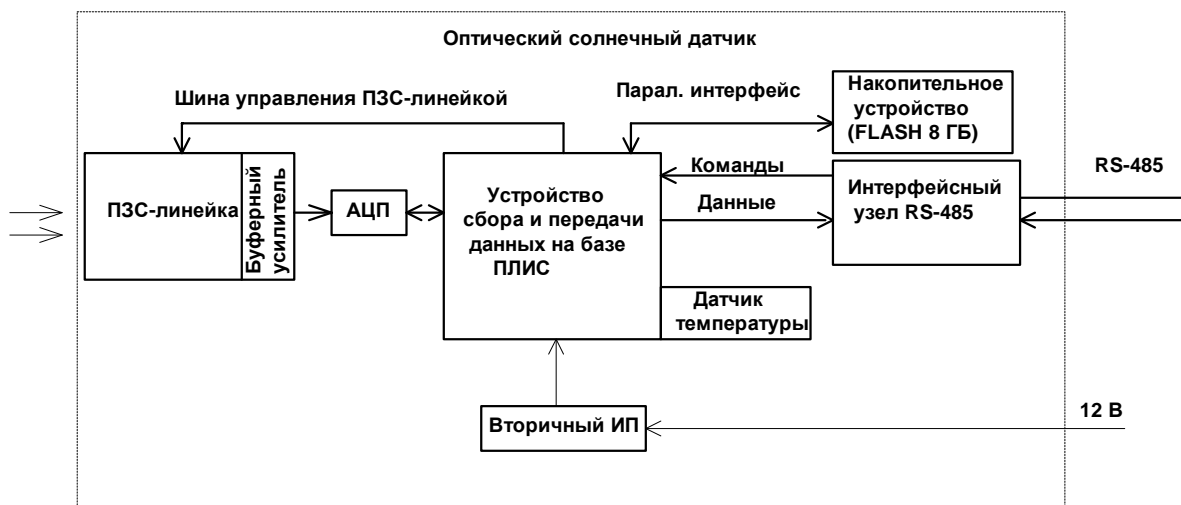 Оптический солнечный датчик
Шина управления ПЗС-линейкой
Парал. интерфейс
Накопительное
устройство
(FLASH 8 ГБ)
ПЗС-линейка
Буферный
усилитель
АЦП
Устройство
сбора и передачи
данных на базе
ПЛИС
Команды
Данные
Интерфейсный
узел RS-485
RS-485
Датчик
температуры
Вторичный ИП
12 В